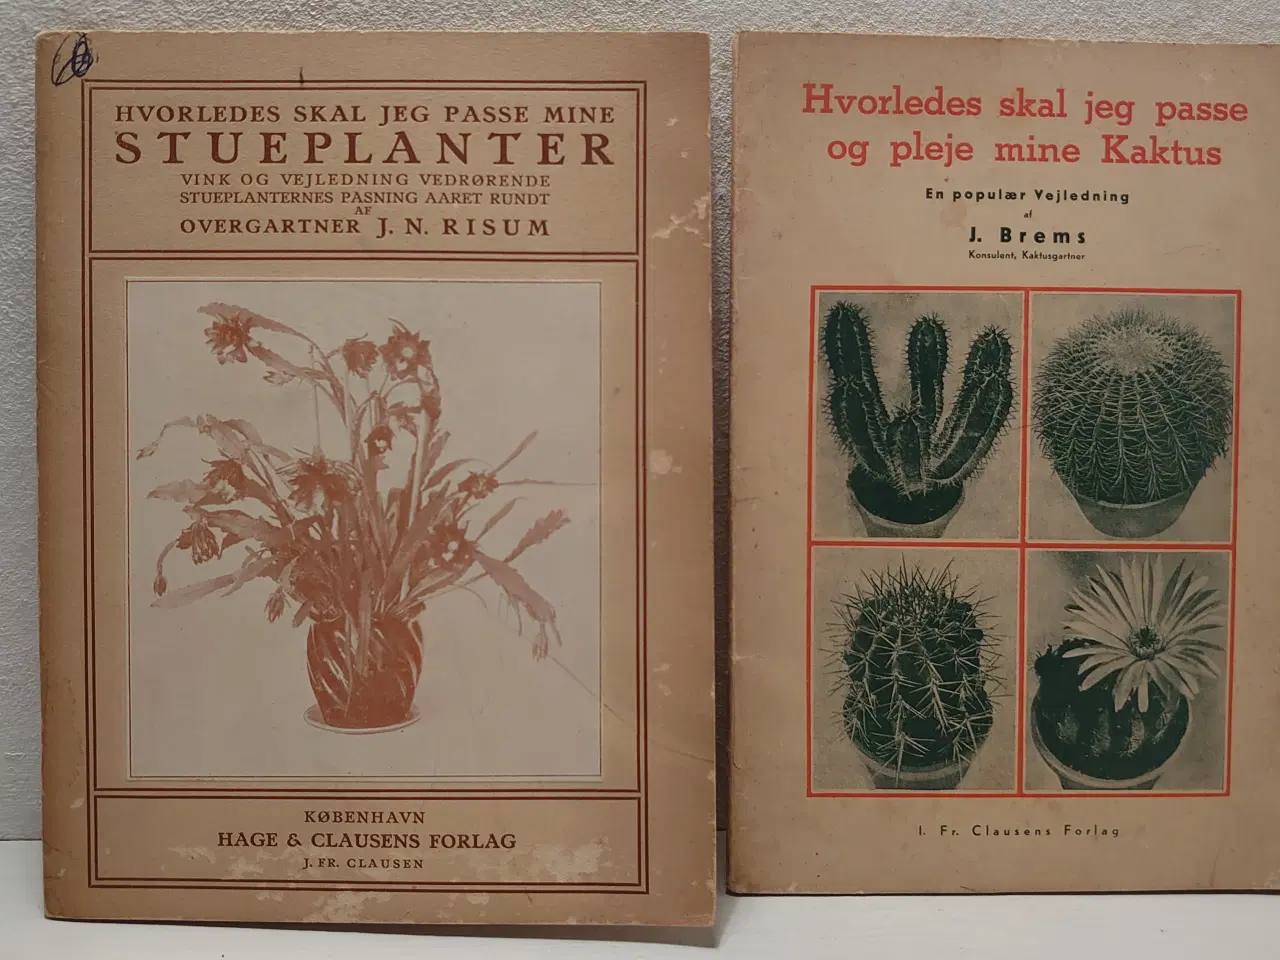 HVORLEDES SKAL JEG PASSE MINE
STUEPLANTER
VINK OG VEJLEDNING VEDRØRENDE
STUEPLANTERNES PASNING AARET RUNDT
AF
OVERGARTNER J. N. RISUM
KØBENHAVN
HAGE & CLAUSENS FORLAG
J. FR. CLAUSEN
Hvorledes skal jeg passe
og pleje mine Kaktus
En populær Vejledning
af
J. Brems
Konsulent, Kaktusgartner
I. Fr. Clausens Forlag